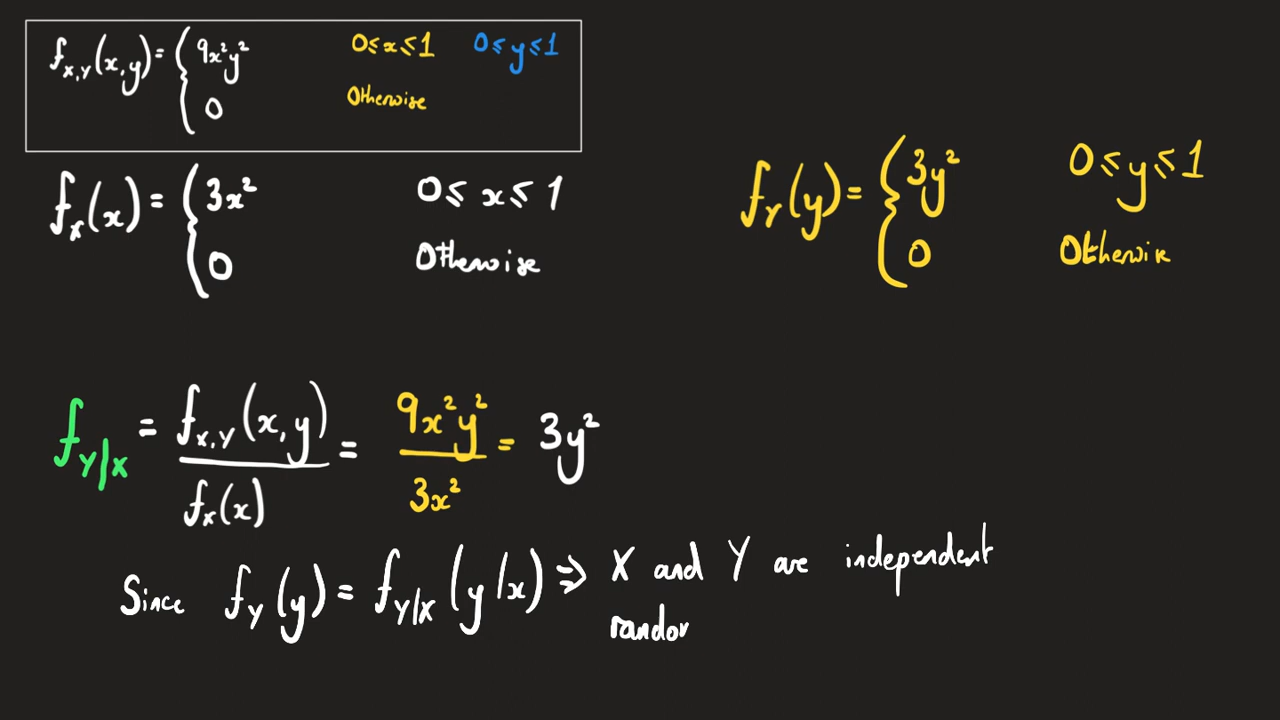 f_{X,Y}(x,y) = { 9x²y² 0≤x≤1 0≤y≤1
0 Otherwise
f_X(x) = { 3x² 0≤x≤1
0 Otherwise
f_Y(y) = { 3y² 0≤y≤1
0 Otherwise
f_{Y|X} = f_{X,Y}(x,y) / f_X(x) = 9x²y² / 3x² = 3y²
Since f_Y(y) = f_{Y|X}(y|x) ⇒ X and Y are independent
random